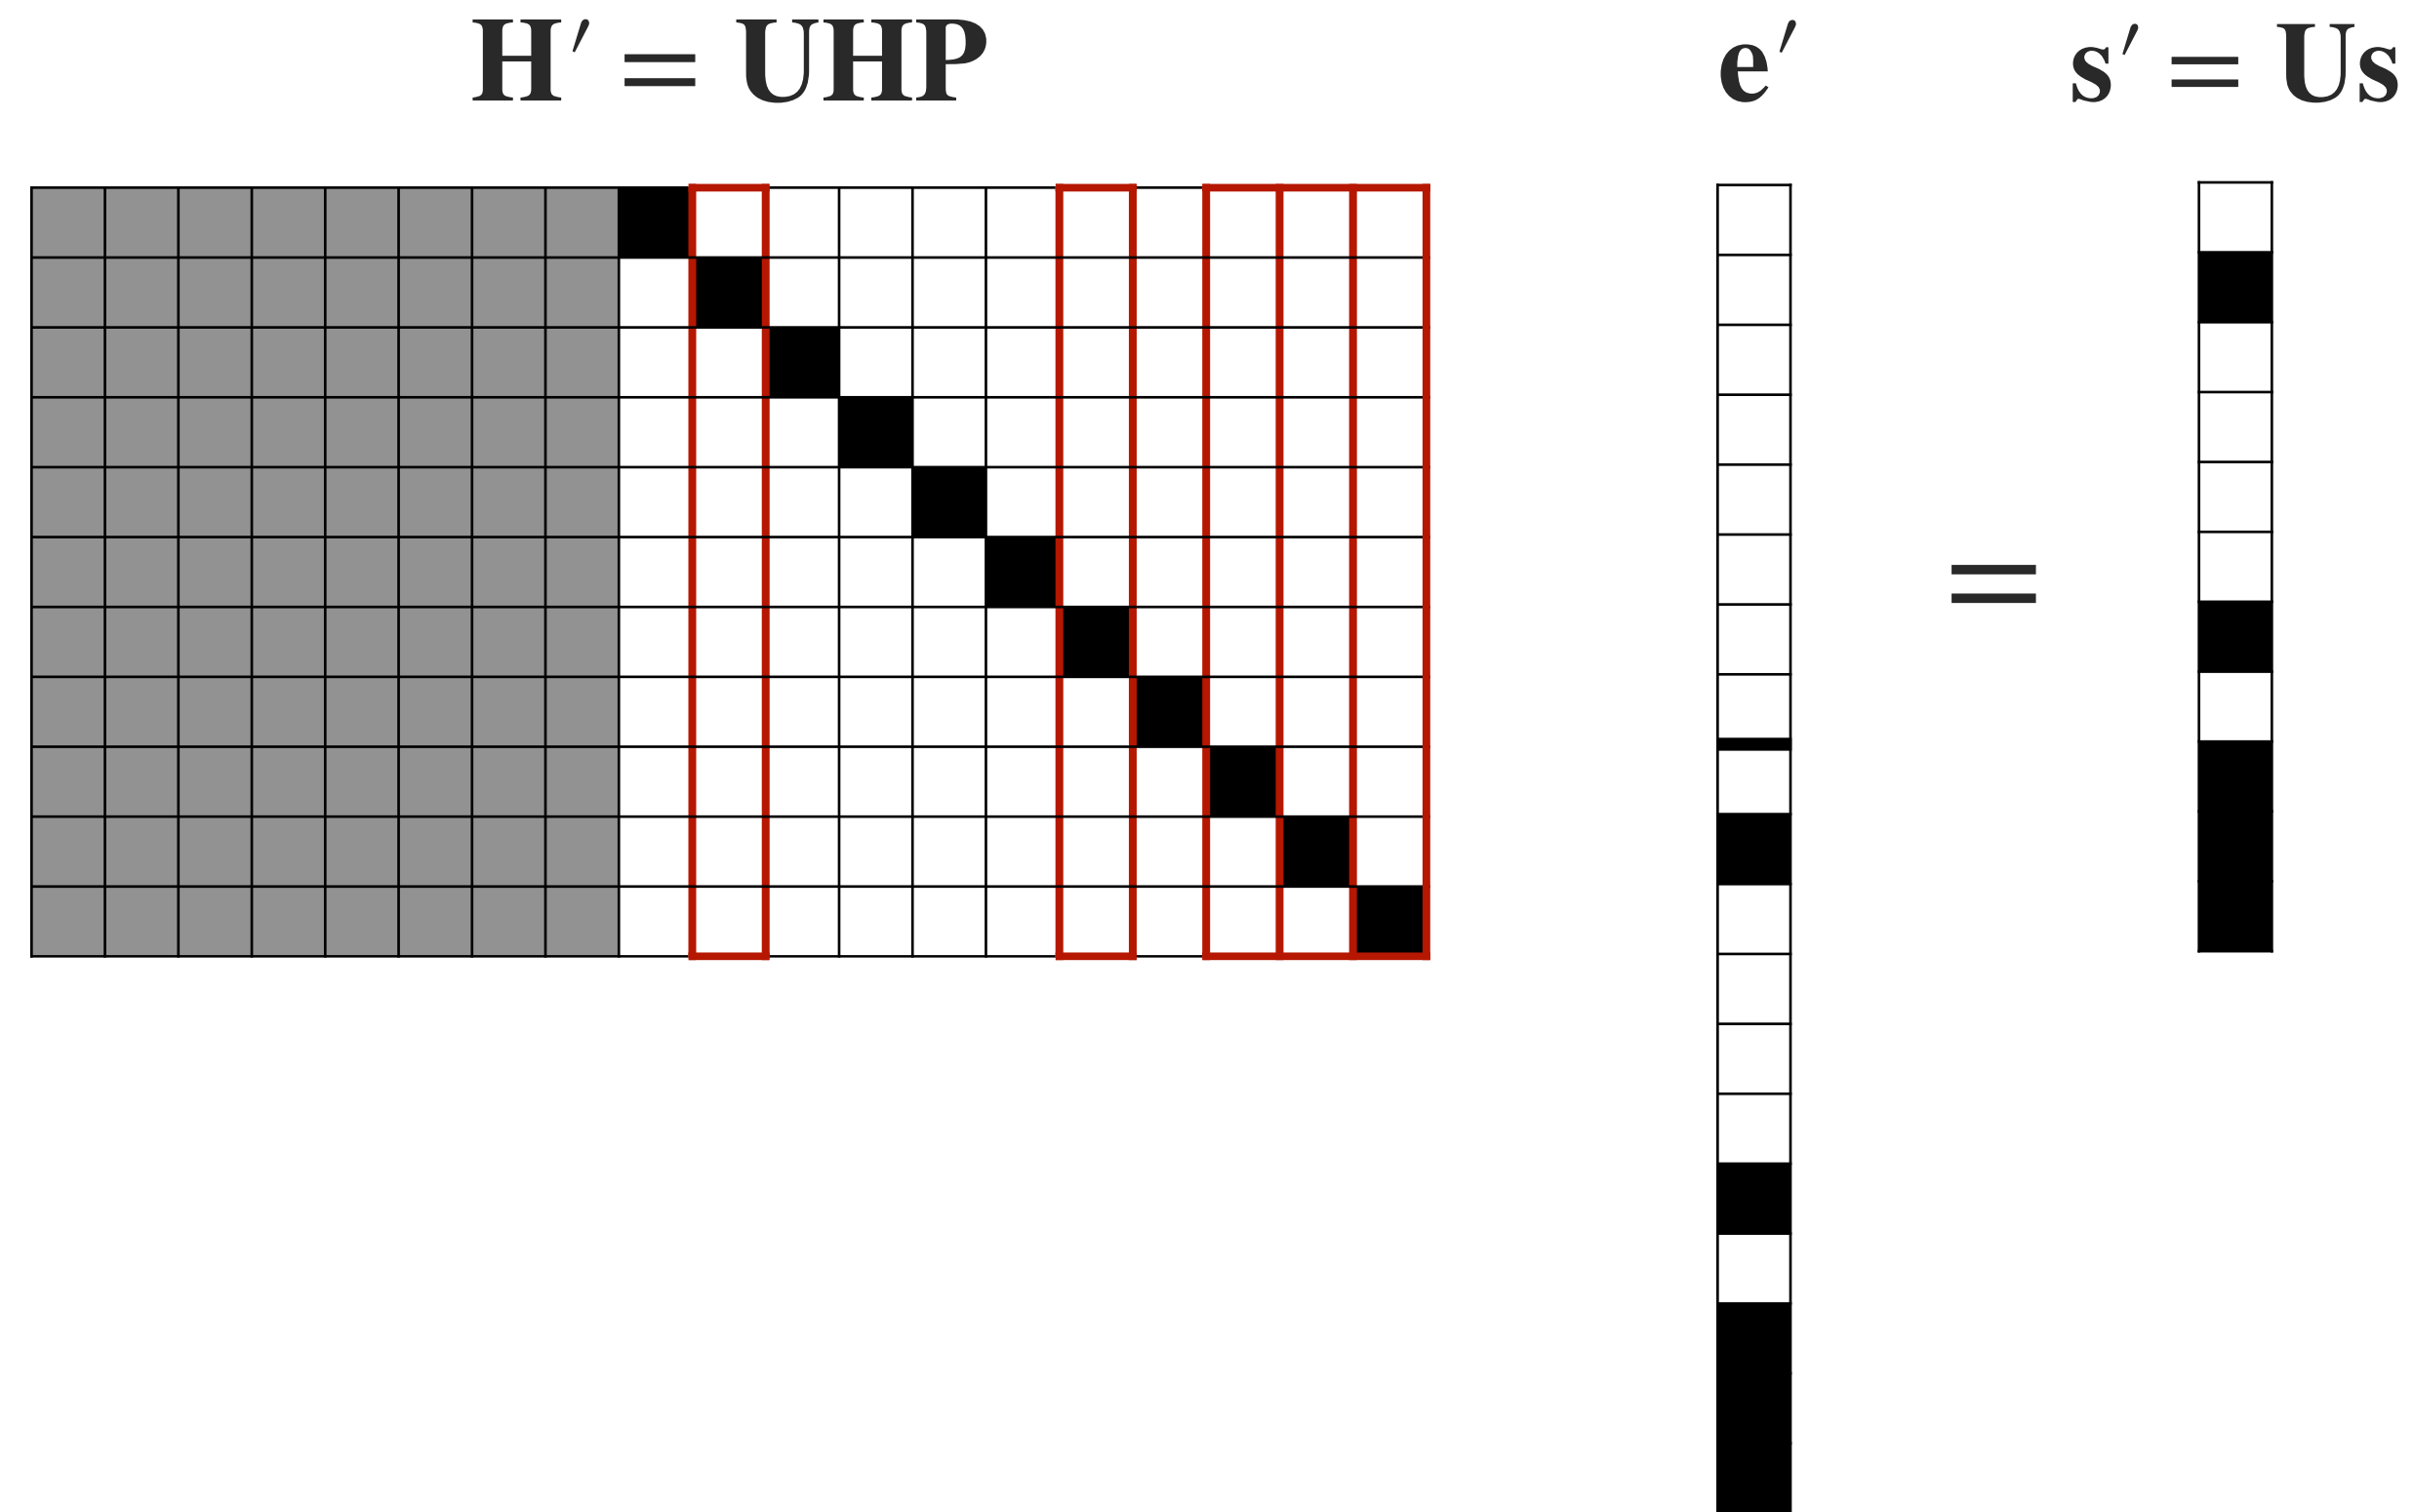 H′ = UHP
e′
s′ = Us
=